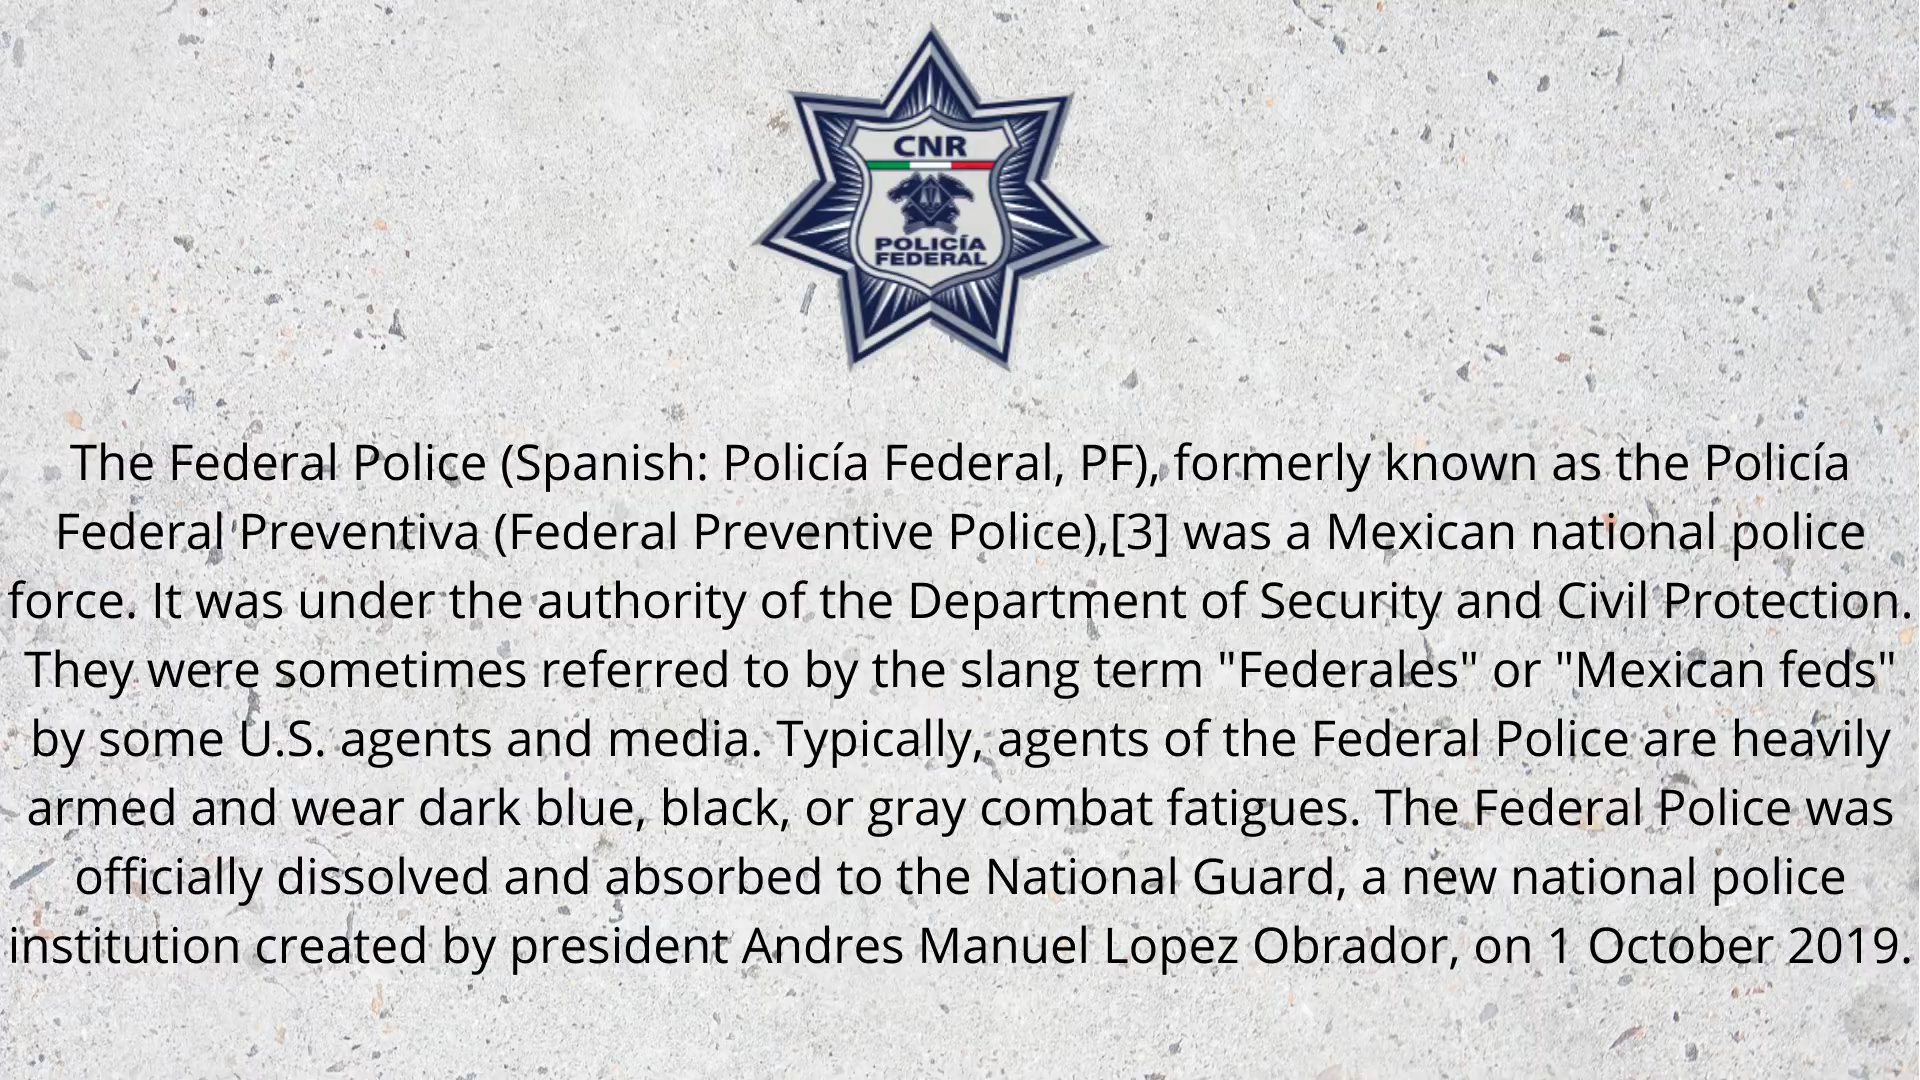 CNR
POLICÍA
FEDERAL
The Federal Police (Spanish: Policía Federal, PF), formerly known as the Policía
Federal Preventiva (Federal Preventive Police),[3] was a Mexican national police
force. It was under the authority of the Department of Security and Civil Protection.
They were sometimes referred to by the slang term "Federales" or "Mexican feds"
by some U.S. agents and media. Typically, agents of the Federal Police are heavily
armed and wear dark blue, black, or gray combat fatigues. The Federal Police was
officially dissolved and absorbed to the National Guard, a new national police
institution created by president Andres Manuel Lopez Obrador, on 1 October 2019.